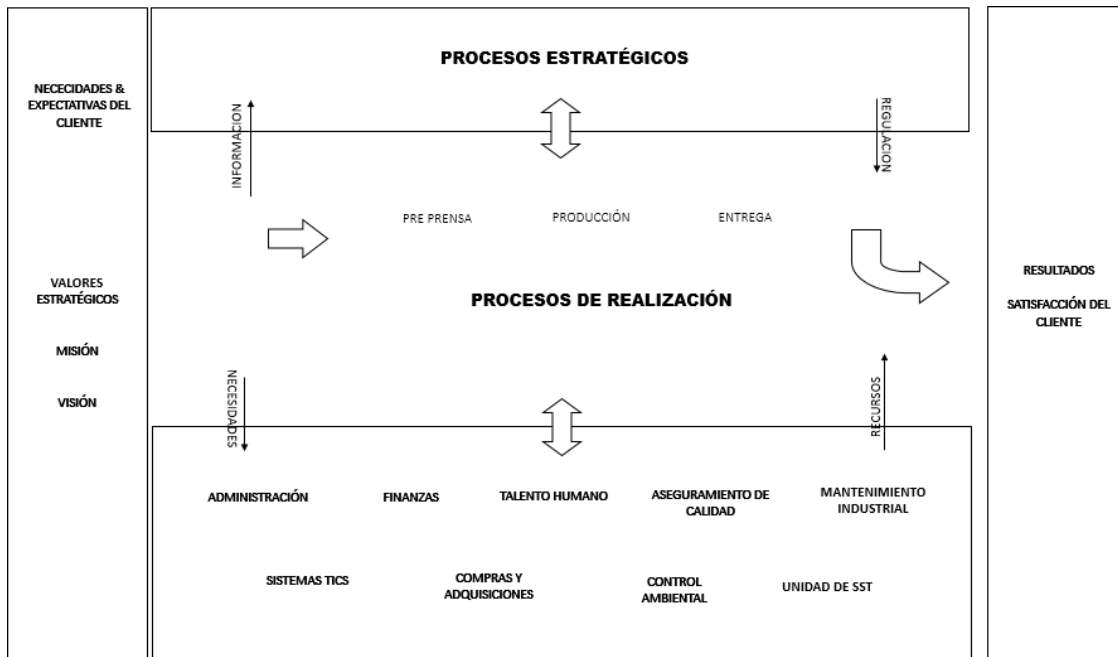 PROCESOS ESTRATÉGICOS
NECECIDADES &
EXPECTATIVAS DEL
CLIENTE
INFORMACION
REGULACION
PRE PRENSA
PRODUCCIÓN
ENTREGA
VALORES
ESTRATÉGICOS
MISIÓN
VISIÓN
PROCESOS DE REALIZACIÓN
RESULTADOS
SATISFACCIÓN DEL
CLIENTE
NECESIDADES
RECURSOS
ADMINISTRACIÓN
FINANZAS
TALENTO HUMANO
ASEGURAMIENTO DE
CALIDAD
MANTENIMIENTO
INDUSTRIAL
SISTEMAS TICS
COMPRAS Y
ADQUISICIONES
CONTROL
AMBIENTAL
UNIDAD DE SST